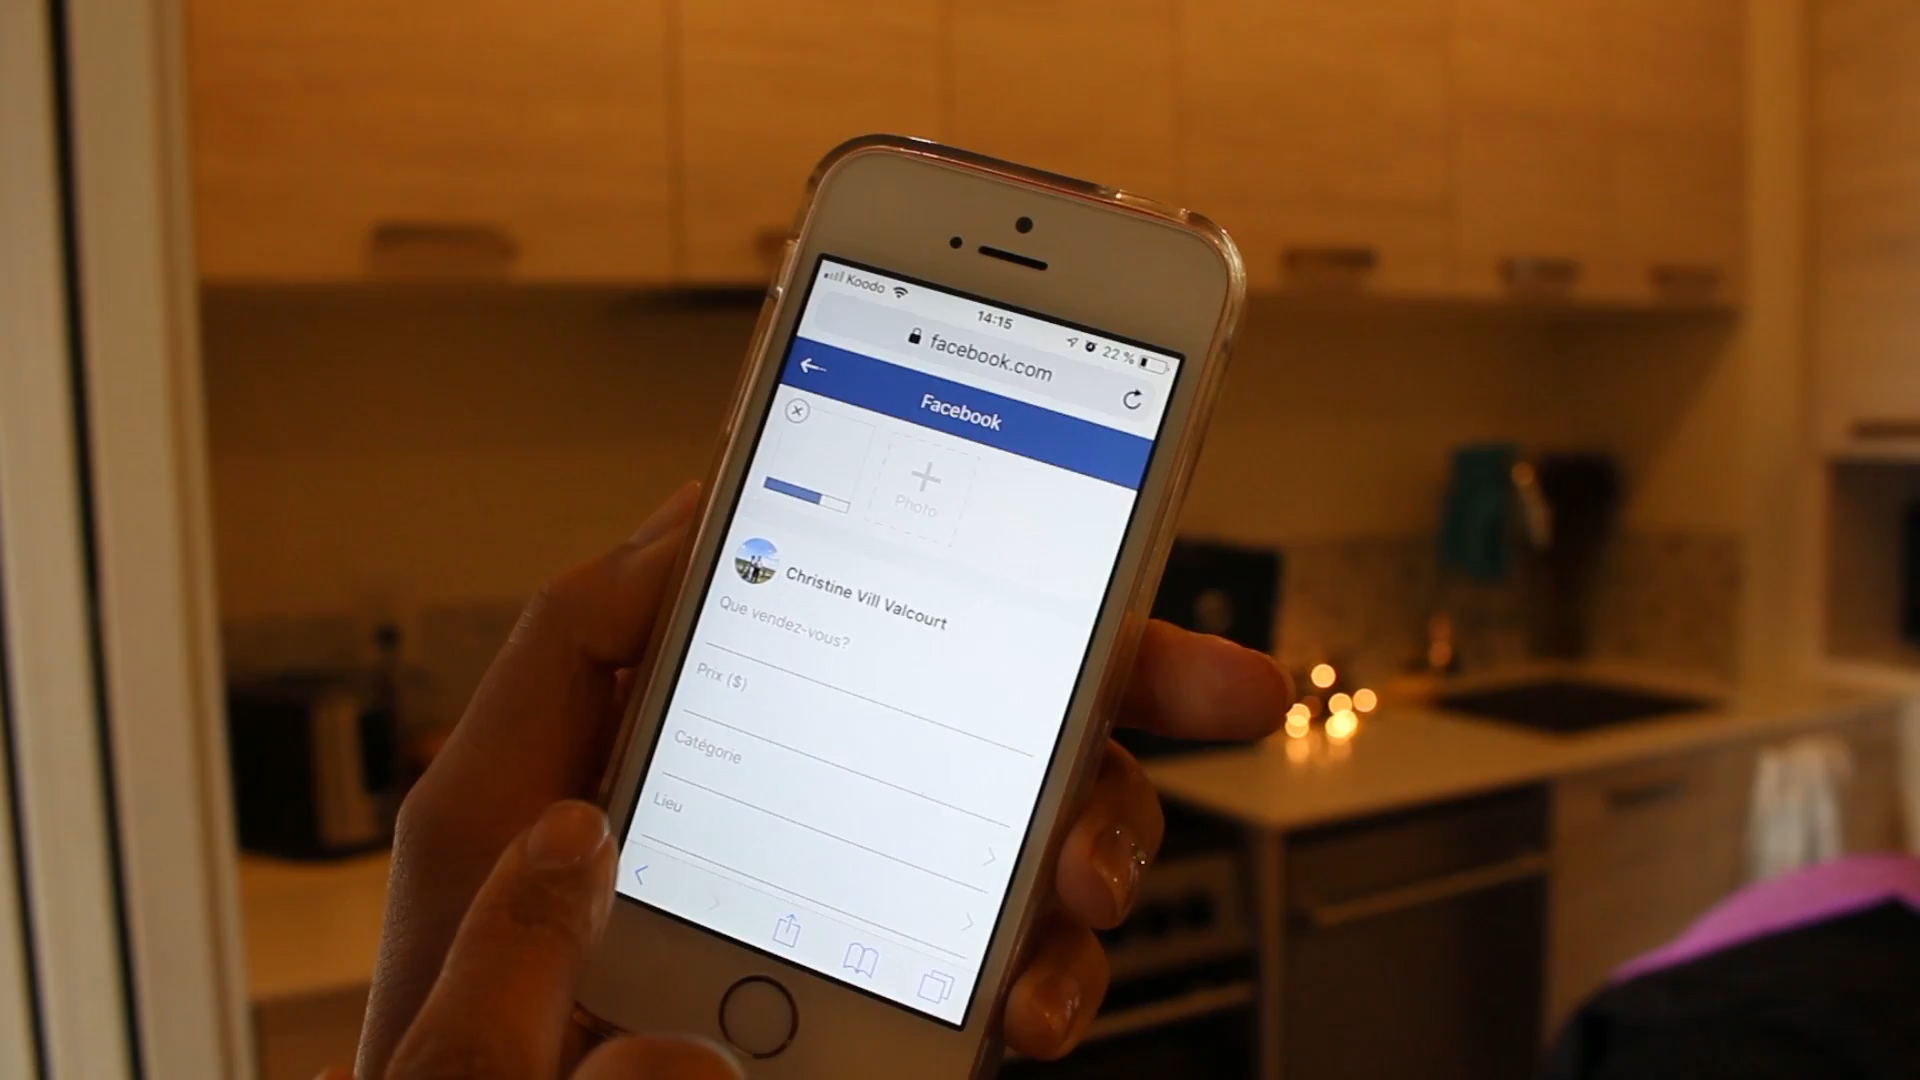 Koodo
14:15
22 %
facebook.com
Facebook
Photo
Christine Vill Valcourt
Que vendez-vous?
Prix ($)
Catégorie
Lieu